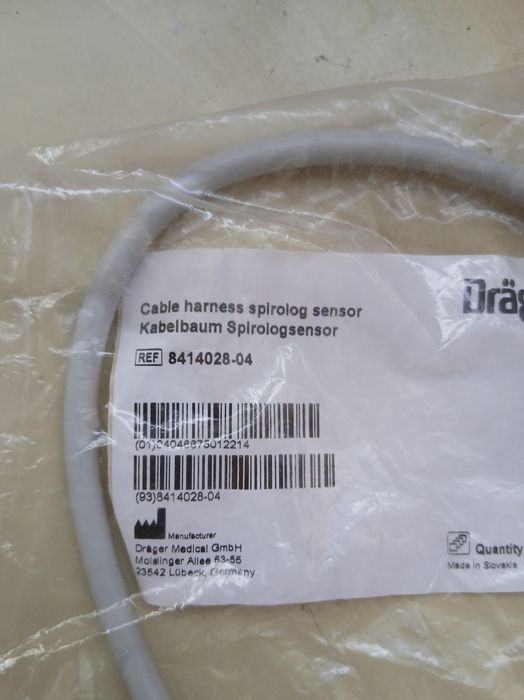 Dräg
Cable harness spirolog sensor
Kabelbaum Spirologsensor
REF 8414028-04
(01)04048675012214
(93)8414028-04
Manufacturer
Dräger Medical GmbH
Moislinger Allee 53-55
23542 Lübeck, Germany
Quantity
Made in Slovakia